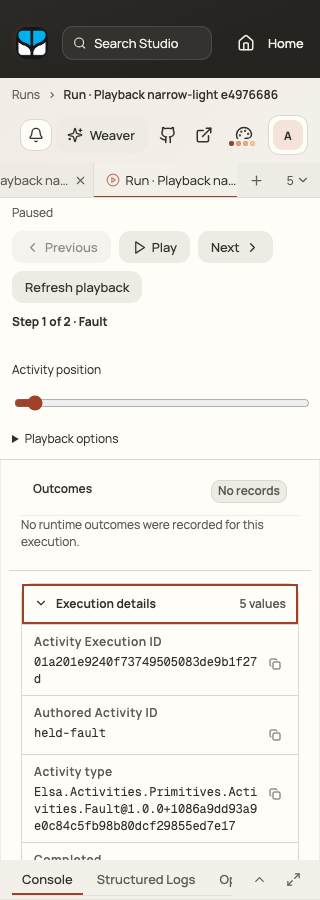 Search Studio
Home
Runs > Run · Playback narrow-light e4976686
Weaver
A
ayback na...
Run · Playback na...
5
Paused
Previous
Play
Next
Refresh playback
Step 1 of 2 · Fault
Activity position
Playback options
Outcomes
No records
No runtime outcomes were recorded for this
execution.
Execution details
5 values
Activity Execution ID
01a201e9240f73749505083de9b1f27
d
Authored Activity ID
held-fault
Activity type
Elsa.Activities.Primitives.Acti
vities.Fault@1.0.0+1086a9dd93a9
e0c84c5fb98b80dcf29855ed7e17
Completed
Console
Structured Logs